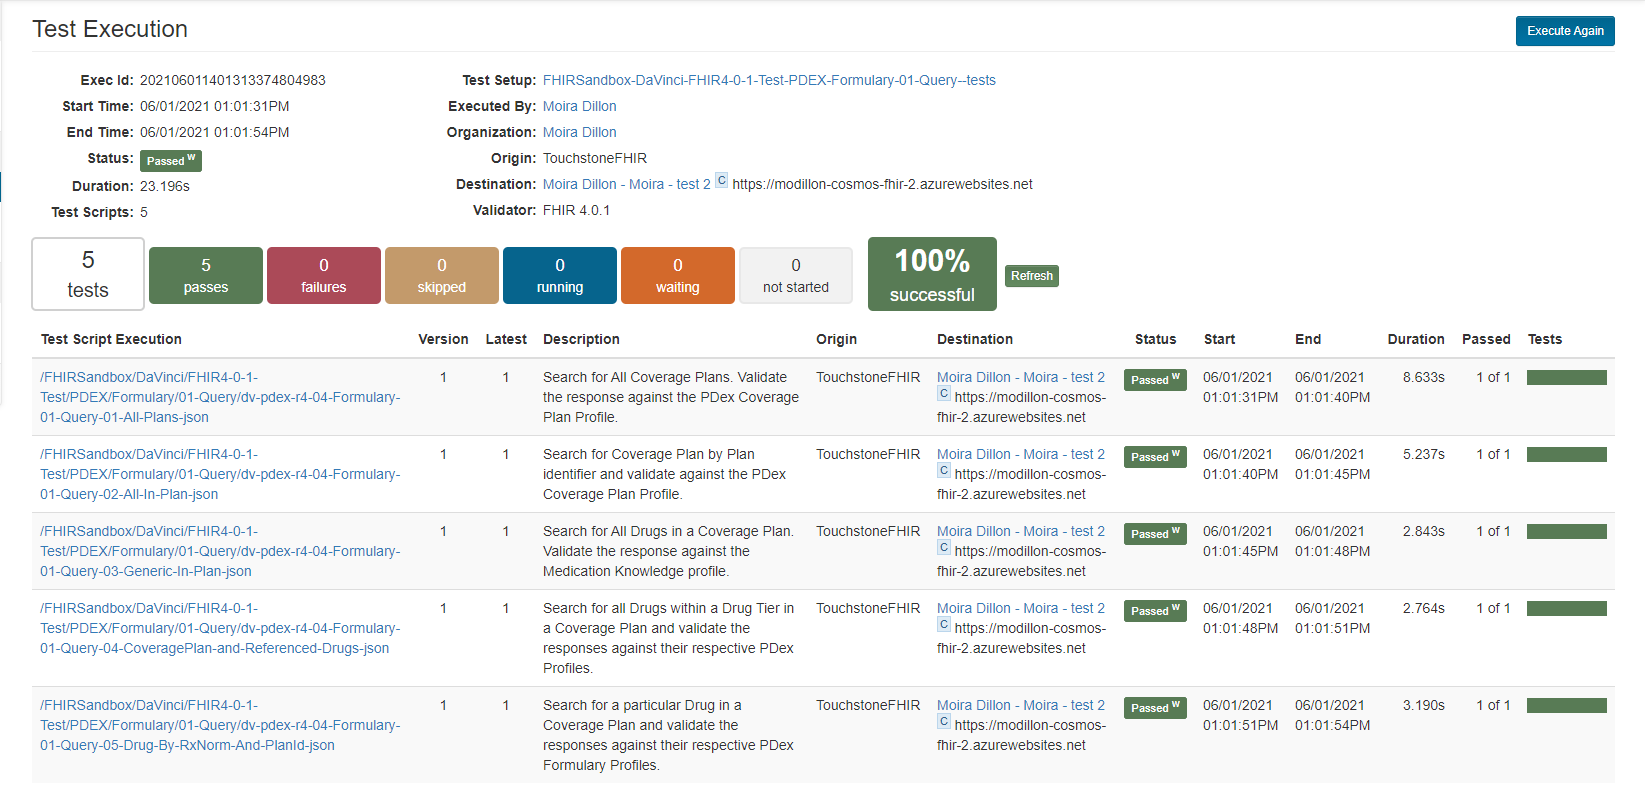 Test Execution
Execute Again
Exec Id: 20210601140131337480​4983
Start Time: 06/01/2021 01:01:31PM
End Time: 06/01/2021 01:01:54PM
Status: Passed W
Duration: 23.196s
Test Scripts: 5
Test Setup: FHIRSandbox-DaVinci-FHIR4-0-1-Test-PDEX-Formulary-01-Query--tests
Executed By: Moira Dillon
Organization: Moira Dillon
Origin: TouchstoneFHIR
Destination: Moira Dillon - Moira - test 2 C https://modillon-cosmos-fhir-2.azurewebsites.net
Validator: FHIR 4.0.1
5
tests
5
passes
0
failures
0
skipped
0
running
0
waiting
0
not started
100%
successful
Refresh
Test Script Execution Version Latest Description Origin Destination Status Start End Duration Passed Tests
/FHIRSandbox/DaVinci/FHIR4-0-1- 1 1 Search for All Coverage Plans. Validate TouchstoneFHIR Moira Dillon - Moira - test 2 Passed W 06/01/2021 06/01/2021 8.633s 1 of 1
Test/PDEX/Formulary/01-Query/dv-pdex-r4-04-Formulary- the response against the PDex Coverage C https://modillon-cosmos- 01:01:31PM 01:01:40PM
01-Query-01-All-Plans-json Plan Profile. fhir-2.azurewebsites.net
/FHIRSandbox/DaVinci/FHIR4-0-1- 1 1 Search for Coverage Plan by Plan TouchstoneFHIR Moira Dillon - Moira - test 2 Passed W 06/01/2021 06/01/2021 5.237s 1 of 1
Test/PDEX/Formulary/01-Query/dv-pdex-r4-04-Formulary- identifier and validate against the PDex C https://modillon-cosmos- 01:01:40PM 01:01:45PM
01-Query-02-All-In-Plan-json Coverage Plan Profile. fhir-2.azurewebsites.net
/FHIRSandbox/DaVinci/FHIR4-0-1- 1 1 Search for All Drugs in a Coverage Plan. TouchstoneFHIR Moira Dillon - Moira - test 2 Passed W 06/01/2021 06/01/2021 2.843s 1 of 1
Test/PDEX/Formulary/01-Query/dv-pdex-r4-04-Formulary- Validate the response against the C https://modillon-cosmos- 01:01:45PM 01:01:48PM
01-Query-03-Generic-In-Plan-json Medication Knowledge profile. fhir-2.azurewebsites.net
/FHIRSandbox/DaVinci/FHIR4-0-1- 1 1 Search for all Drugs within a Drug Tier in TouchstoneFHIR Moira Dillon - Moira - test 2 Passed W 06/01/2021 06/01/2021 2.764s 1 of 1
Test/PDEX/Formulary/01-Query/dv-pdex-r4-04-Formulary- a Coverage Plan and validate the C https://modillon-cosmos- 01:01:48PM 01:01:51PM
01-Query-04-CoveragePlan-and-Referenced-Drugs-json responses against their respective PDex fhir-2.azurewebsites.net
Profiles.
/FHIRSandbox/DaVinci/FHIR4-0-1- 1 1 Search for a particular Drug in a TouchstoneFHIR Moira Dillon - Moira - test 2 Passed W 06/01/2021 06/01/2021 3.190s 1 of 1
Test/PDEX/Formulary/01-Query/dv-pdex-r4-04-Formulary- Coverage Plan and validate the C https://modillon-cosmos- 01:01:51PM 01:01:54PM
01-Query-05-Drug-By-RxNorm-And-PlanId-json responses against their respective PDex fhir-2.azurewebsites.net
Formulary Profiles.